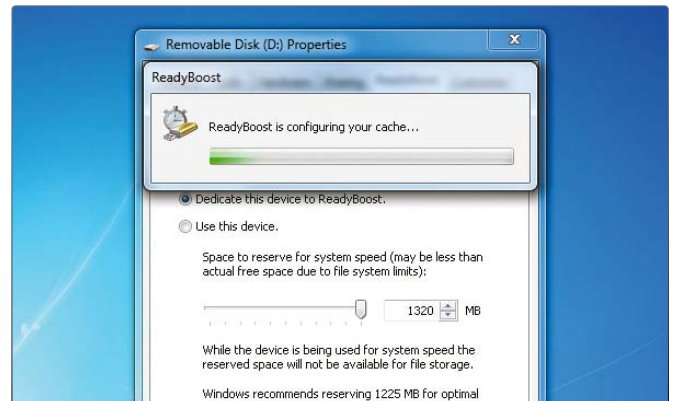 Removable Disk (D:) Properties
ReadyBoost
ReadyBoost is configuring your cache...
Dedicate this device to ReadyBoost.
Use this device.
Space to reserve for system speed (may be less than
actual free space due to file system limits):
1320 MB
While the device is being used for system speed the
reserved space will not be available for file storage.
Windows recommends reserving 1225 MB for optimal